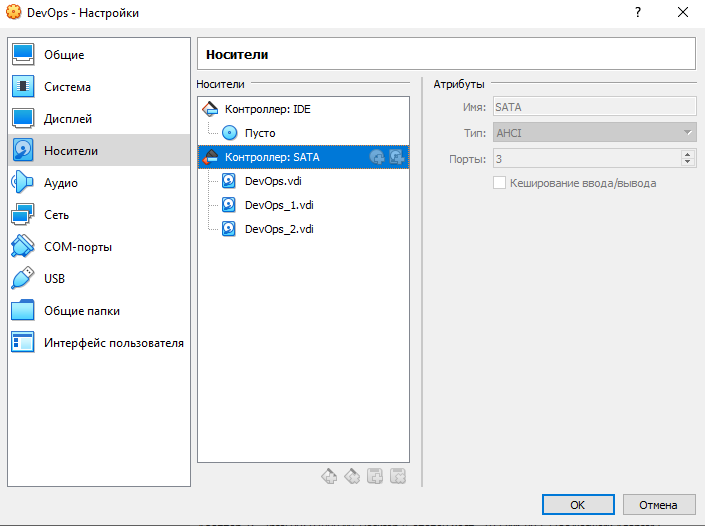 DevOps - Настройки
?
Общие
Система
Дисплей
Носители
Аудио
Сеть
COM-порты
USB
Общие папки
Интерфейс пользователя
Носители
Носители
Контроллер: IDE
Пусто
Контроллер: SATA
DevOps.vdi
DevOps_1.vdi
DevOps_2.vdi
Атрибуты
Имя: SATA
Тип: AHCI
Порты: 3
Кеширование ввода/вывода
OK
Отмена